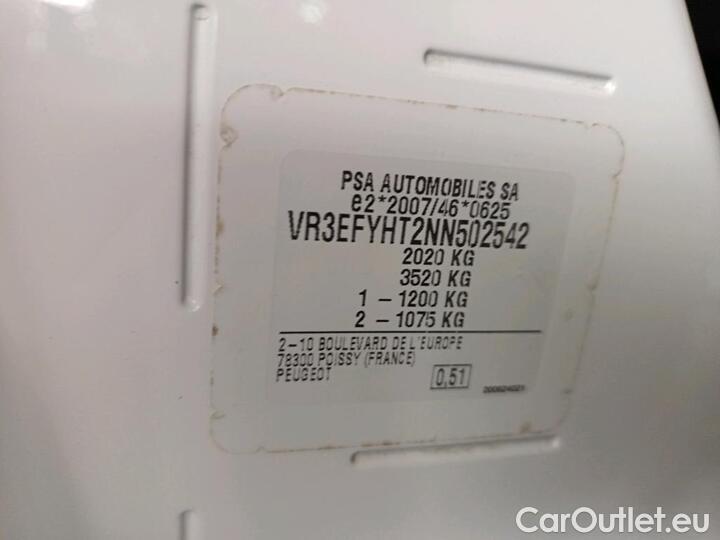 PSA AUTOMOBILES SA
e2*2007/46*0625
VR3EFYHT2NN502542
2020 KG
3520 KG
1 - 1200 KG
2 - 1075 KG
2-10 BOULEVARD DE L'EUROPE
78300 POISSY (FRANCE)
PEUGEOT
0,51
000624021
CarOutlet.eu